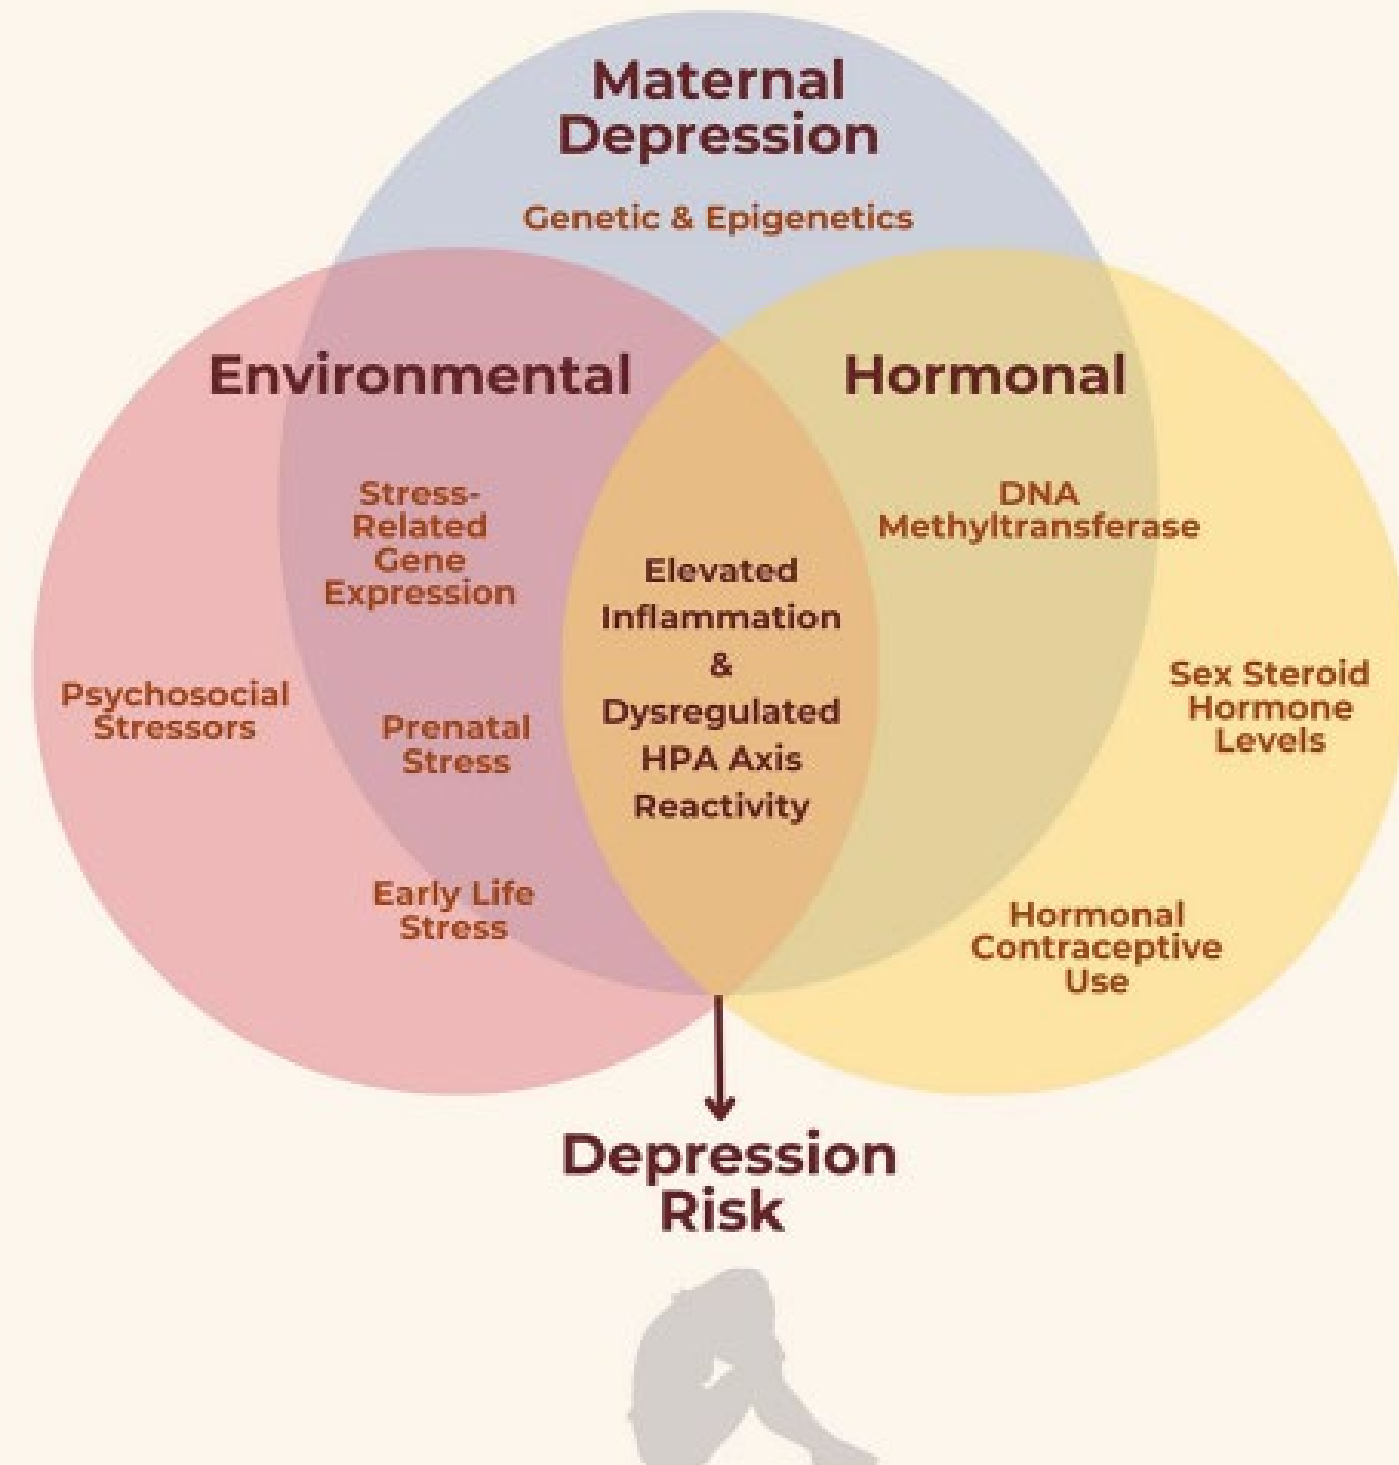 Maternal
Depression
Genetic & Epigenetics
Environmental
Hormonal
Stress-
Related
Gene
Expression
DNA
Methyltransferase
Elevated
Inflammation
&
Dysregulated
HPA Axis
Reactivity
Psychosocial
Stressors
Prenatal
Stress
Sex Steroid
Hormone
Levels
Early Life
Stress
Hormonal
Contraceptive
Use
Depression
Risk